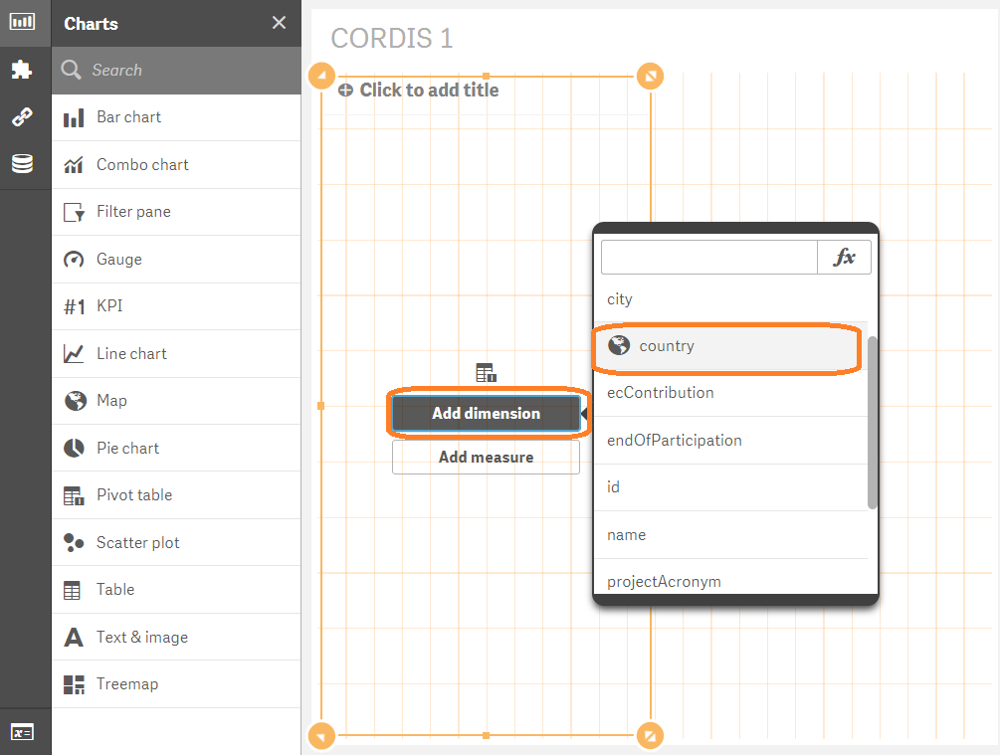 Charts
Search
Bar chart
Combo chart
Filter pane
Gauge
#1 KPI
Line chart
Map
Pie chart
Pivot table
Scatter plot
Table
A Text & image
Treemap
x=
CORDIS 1
Click to add title
Add dimension
Add measure
fx
city
country
ecContribution
endOfParticipation
id
name
projectAcronym